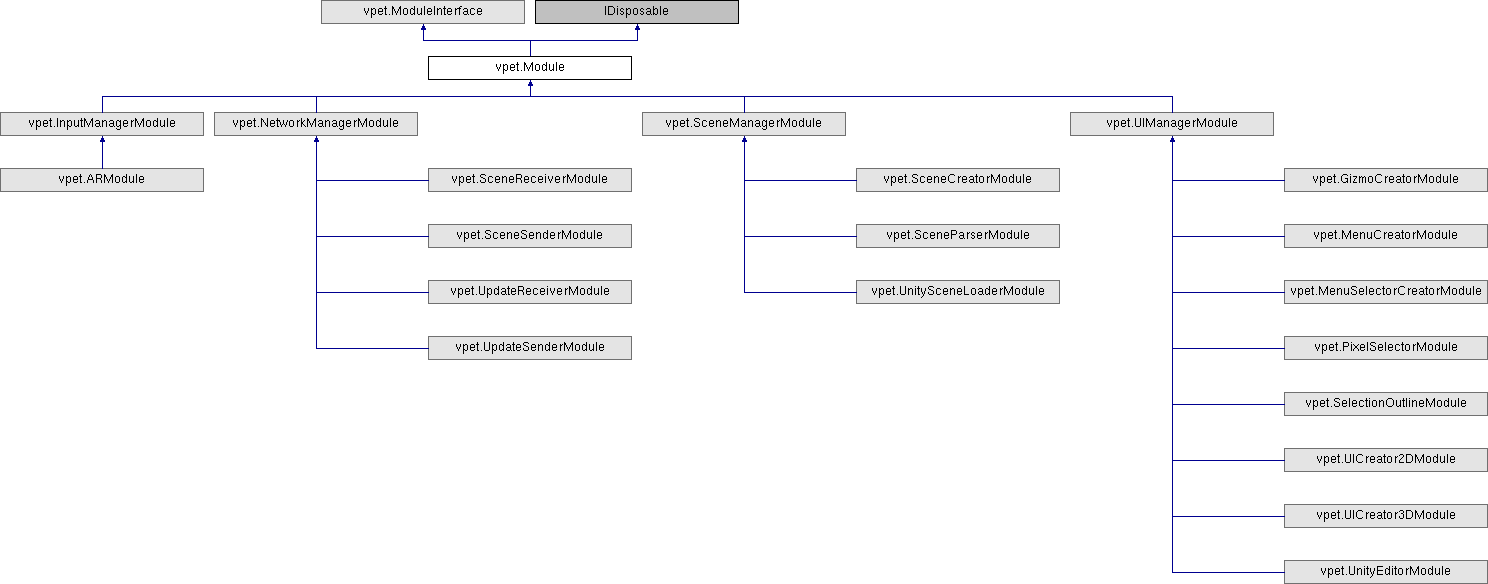 vpet.ModuleInterface
IDisposable
vpet.Module
vpet.InputManagerModule
vpet.NetworkManagerModule
vpet.SceneManagerModule
vpet.UIManagerModule
vpet.ARModule
vpet.SceneReceiverModule
vpet.SceneCreatorModule
vpet.GizmoCreatorModule
vpet.SceneSenderModule
vpet.SceneParserModule
vpet.MenuCreatorModule
vpet.UpdateReceiverModule
vpet.UnitySceneLoaderModule
vpet.MenuSelectorCreatorModule
vpet.UpdateSenderModule
vpet.PixelSelectorModule
vpet.SelectionOutlineModule
vpet.UICreator2DModule
vpet.UICreator3DModule
vpet.UnityEditorModule